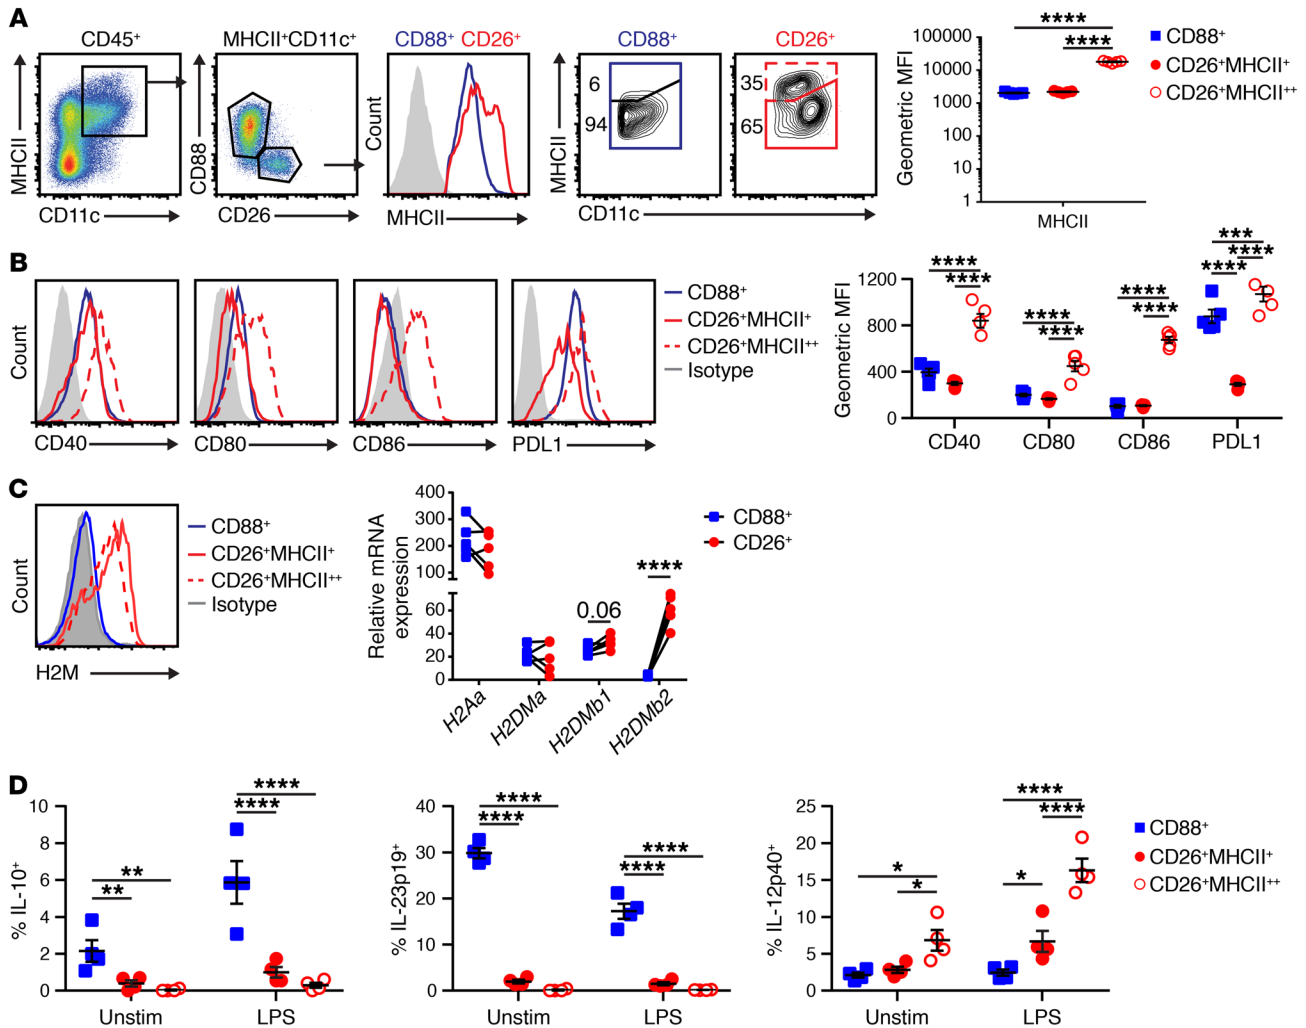 A
CD45⁺
MHCII⁺CD11c⁺
CD88⁺ CD26⁺
CD88⁺
CD26⁺
MHCII
CD11c
CD88
CD26
Count
MHCII
MHCII
6
94
35
65
CD11c
Geometric MFI
100000
10000
1000
100
10
1
****
****
MHCII
CD88⁺
CD26⁺MHCII⁺
CD26⁺MHCII⁺⁺
B
Count
CD40
CD80
CD86
PDL1
CD88⁺
CD26⁺MHCII⁺
CD26⁺MHCII⁺⁺
Isotype
Geometric MFI
1200
800
400
0
****
****
****
****
****
****
***
****
****
CD40
CD80
CD86
PDL1
C
Count
H2M
CD88⁺
CD26⁺MHCII⁺
CD26⁺MHCII⁺⁺
Isotype
Relative mRNA
expression
400
300
200
100
60
40
20
0
0.06
****
H2Aa
H2DMa
H2DMb1
H2DMb2
CD88⁺
CD26⁺
D
% IL-10⁺
10
8
6
4
2
0
**
**
****
****
Unstim
LPS
% IL-23p19⁺
40
30
20
10
0
****
****
****
****
Unstim
LPS
% IL-12p40⁺
25
20
15
10
5
0
*
*
****
****
*
Unstim
LPS
CD88⁺
CD26⁺MHCII⁺
CD26⁺MHCII⁺⁺